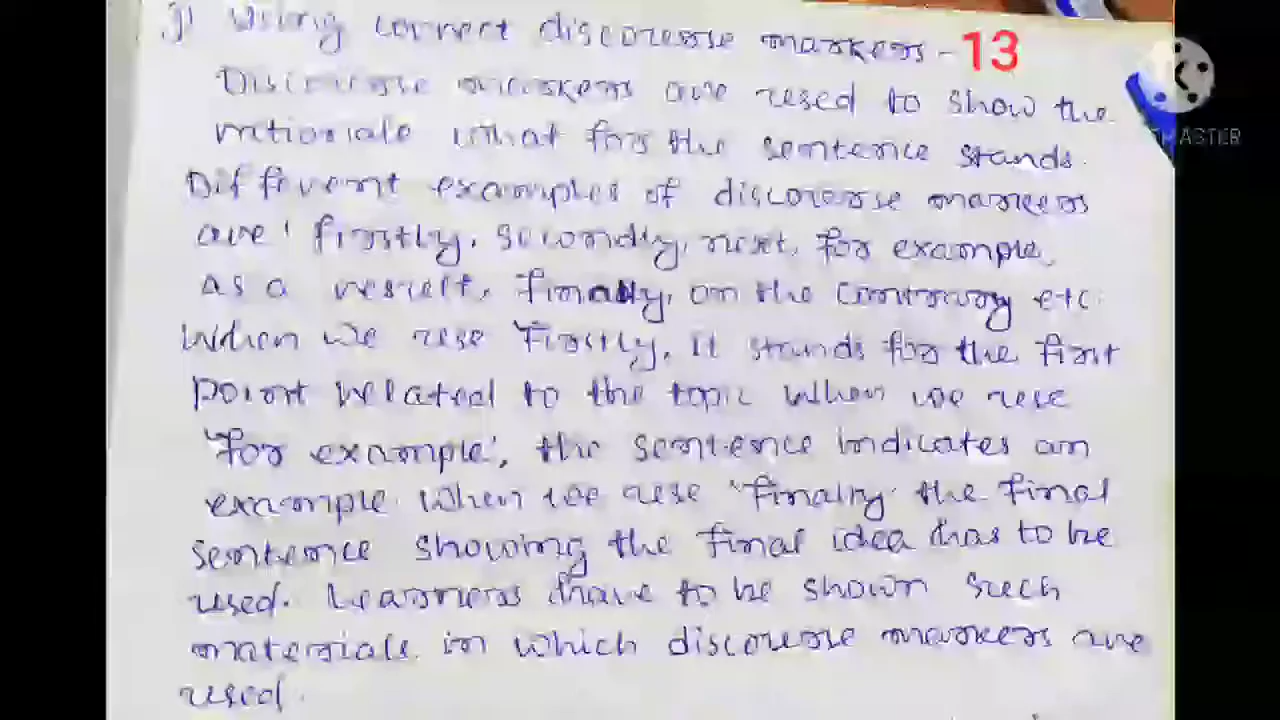 j) Using correct discourse markers - 13
Discourse markers are used to show the
rationale what for the sentence stands.
Different examples of discourse markers
are' firstly, secondly, next, for example,
as a result, finally, on the contrary etc.
When we use 'Firstly, it stands for the first
point related to the topic when we use
'for example', the sentence indicates an
example. when we use 'finally the final
sentence showing the final idea has to be
used. Learners have to be shown such
materials in which discourse markers are
used.
MASTER